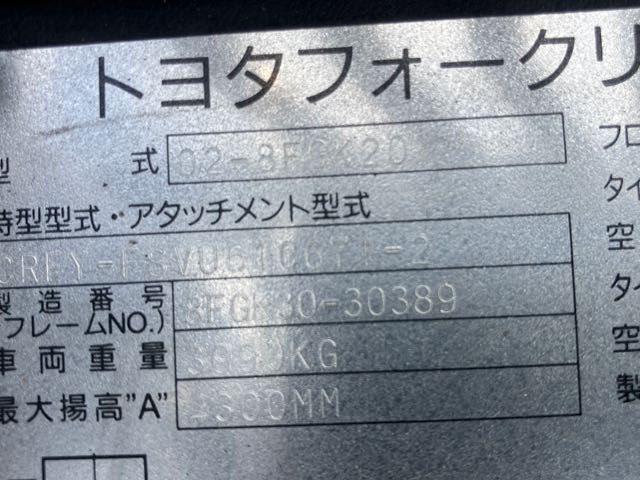 トヨタフォークリ
型 式 02-8FGK20
特型型式・アタッチメント型式
製造番号 8FGK30-30389
(フレームNO.)
車両重量 KG
最大揚高"A" 4300MM
フロ
タイ
空
タイ
空
製